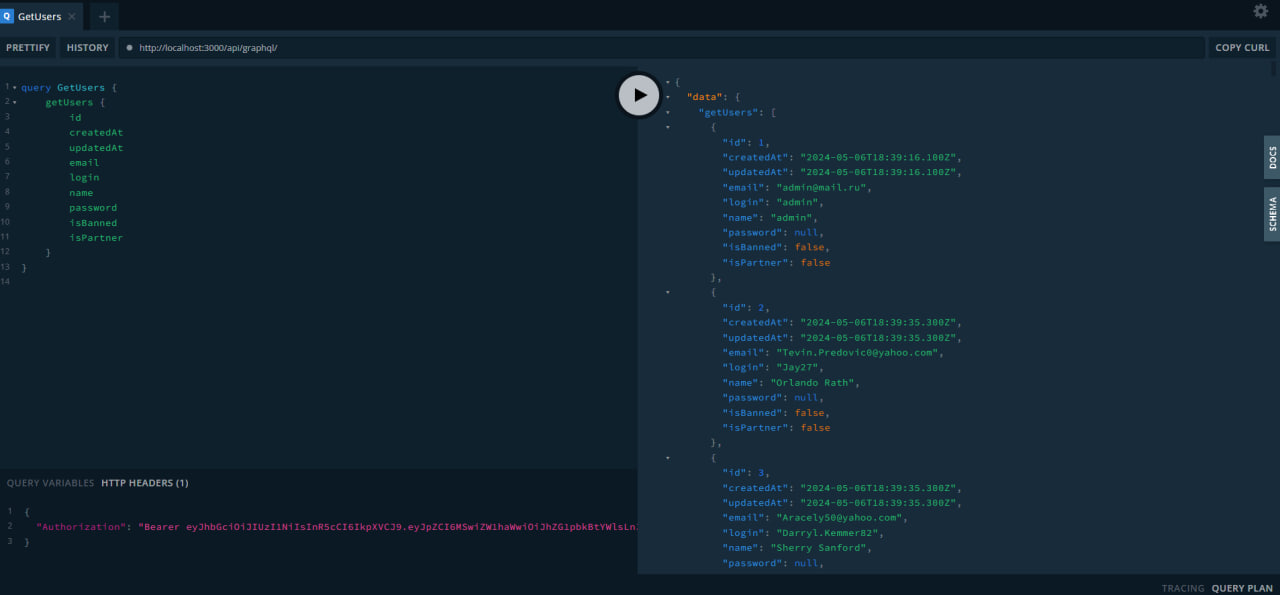 Q GetUsers × +
PRETTIFY HISTORY http://localhost:3000/api/graphql/ COPY CURL
1 query GetUsers {
2 getUsers {
3 id
4 createdAt
5 updatedAt
6 email
7 login
8 name
9 password
10 isBanned
11 isPartner
12 }
13 }
14
QUERY VARIABLES HTTP HEADERS (1)
1 {
2 "Authorization": "Bearer eyJhbGciOiJIUzI1NiIsInR5cCI6IkpXVCJ9.eyJpZCI6MSwiZW1haWwiOiJhZG1pbkBtYWlsLn
3 }
{
"data": {
"getUsers": [
{
"id": 1,
"createdAt": "2024-05-06T18:39:16.100Z",
"updatedAt": "2024-05-06T18:39:16.100Z",
"email": "admin@mail.ru",
"login": "admin",
"name": "admin",
"password": null,
"isBanned": false,
"isPartner": false
},
{
"id": 2,
"createdAt": "2024-05-06T18:39:35.300Z",
"updatedAt": "2024-05-06T18:39:35.300Z",
"email": "Tevin.Predovic0@yahoo.com",
"login": "Jay27",
"name": "Orlando Rath",
"password": null,
"isBanned": false,
"isPartner": false
},
{
"id": 3,
"createdAt": "2024-05-06T18:39:35.300Z",
"updatedAt": "2024-05-06T18:39:35.300Z",
"email": "Aracely50@yahoo.com",
"login": "Darryl.Kemmer82",
"name": "Sherry Sanford",
"password": null,
DOCS
SCHEMA
TRACING QUERY PLAN